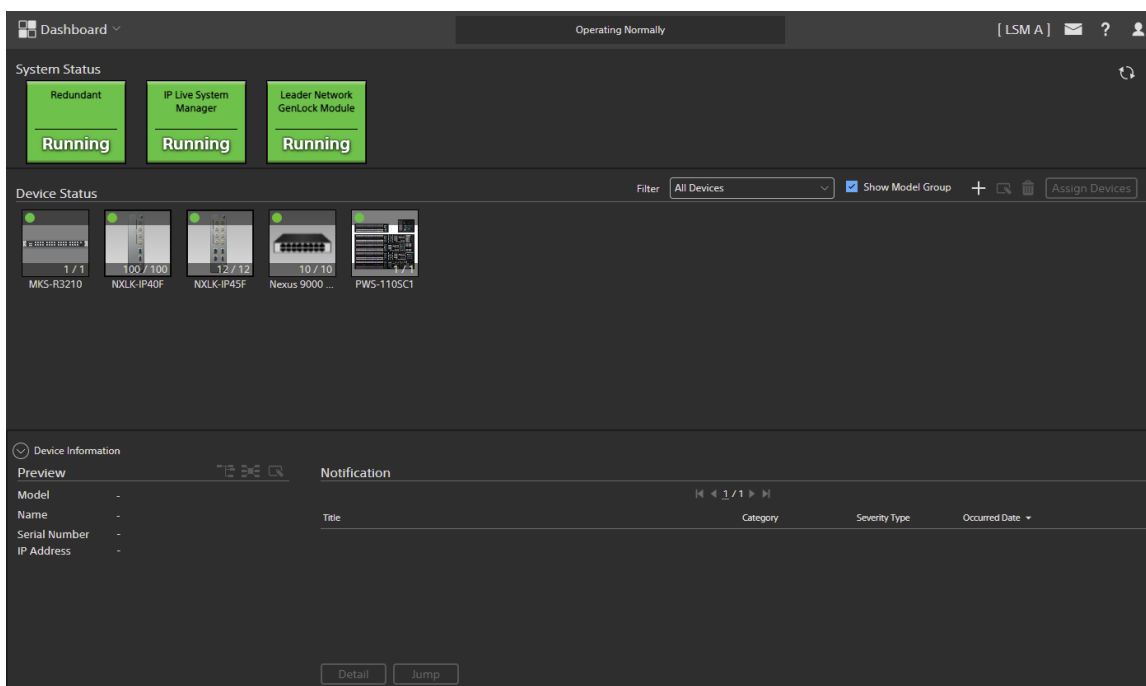 Dashboard
Operating Normally
[ LSM A ]
?
System Status
Redundant
Running
IP Live System
Manager
Running
Leader Network
GenLock Module
Running
Device Status
Filter
All Devices
Show Model Group
Assign Devices
1 / 1
MKS-R3210
100 / 100
NXLK-IP40F
12 / 12
NXLK-IP45F
10 / 10
Nexus 9000 ...
1 / 1
PWS-110SC1
Device Information
Preview
Model -
Name -
Serial Number -
IP Address -
Notification
1 / 1
Title Category Severity Type Occurred Date
Detail Jump